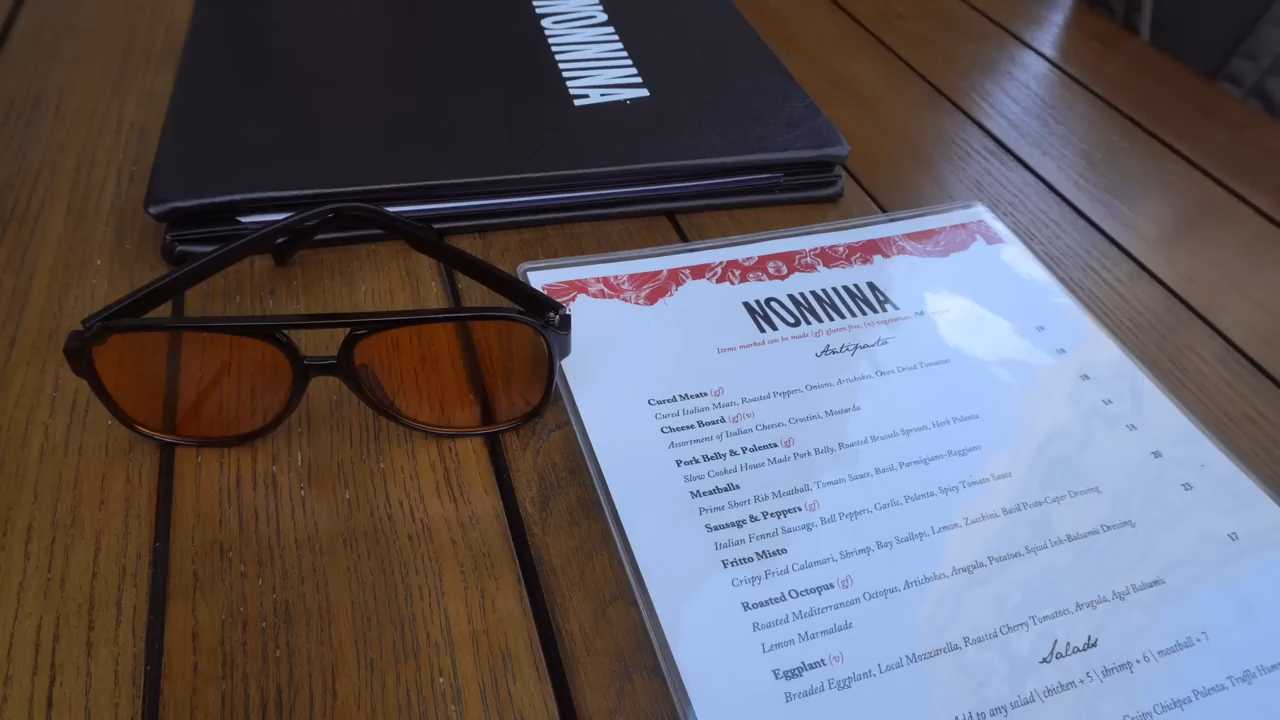 NONNINA
NONNINA
Items marked can be made (gf) gluten free, (v) vegetarian,
Antipasto
Cured Meats (gf) 19
Cured Italian Meats, Roasted Peppers, Onions, Artichokes, Oven Dried Tomatoes
Cheese Board (gf)(v) 18
Assortment of Italian Cheeses, Crostini, Mostarda
Pork Belly & Polenta (gf) 16
Slow Cooked House Made Pork Belly, Roasted Brussels Sprouts, Herb Polenta
Meatballs 14
Prime Short Rib Meatball, Tomato Sauce, Basil, Parmigiano-Reggiano
Sausage & Peppers (gf) 18
Italian Fennel Sausage, Bell Peppers, Garlic, Polenta, Spicy Tomato Sauce
Fritto Misto 20
Crispy Fried Calamari, Shrimp, Bay Scallops, Lemon, Zucchini, Basil Pesto-Caper Dressing
Roasted Octopus (gf) 23
Roasted Mediterranean Octopus, Artichokes, Arugula, Potatoes, Squid Ink-Balsamic Dressing,
Lemon Marmalade
Eggplant (v) 17
Breaded Eggplant, Local Mozzarella, Roasted Cherry Tomatoes, Arugula, Aged Balsamic
Salads
Add to any salad | chicken + 5 | shrimp + 6 | meatball + 7
Crispy Chickpea Polenta, Truffle